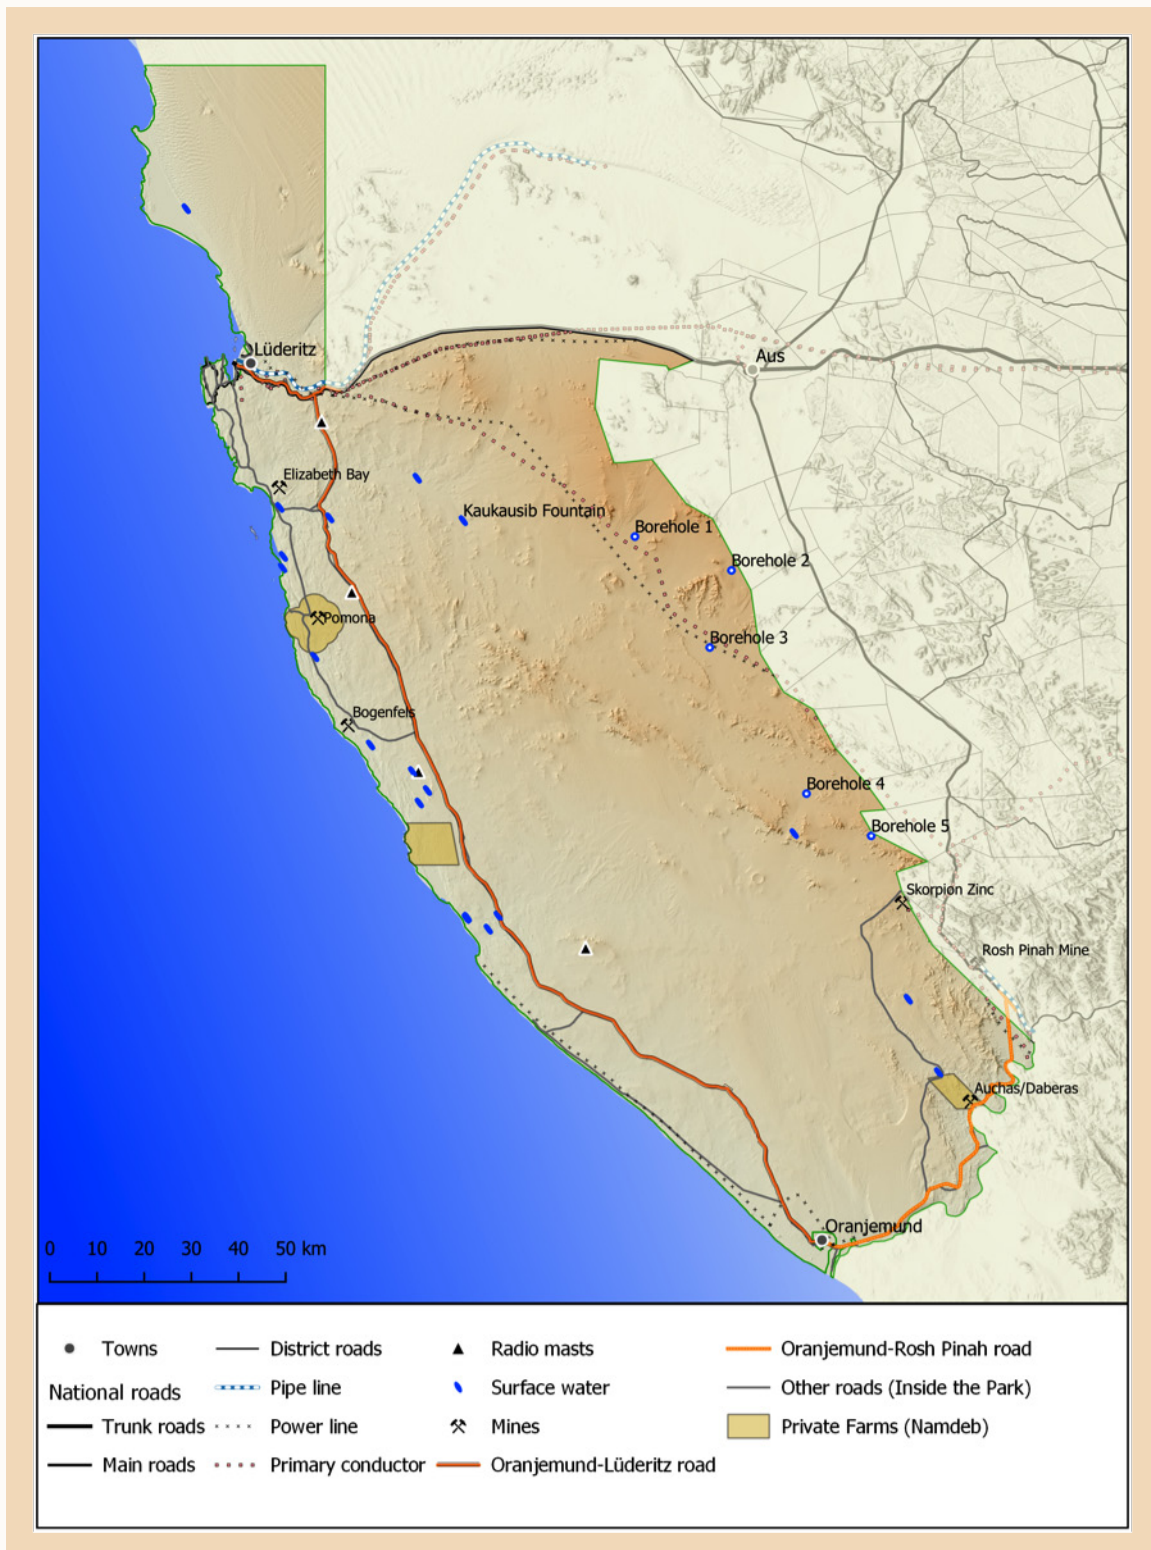 Lüderitz
Aus
Elizabeth Bay
Kaukausib Fountain
Borehole 1
Borehole 2
Pomona
Borehole 3
Bogenfels
Borehole 4
Borehole 5
Skorpion Zinc
Rosh Pinah Mine
Auchas/Daberas
Oranjemund
0 10 20 30 40 50 km
Towns
District roads
Radio masts
Oranjemund-Rosh Pinah road
National roads
Pipe line
Surface water
Other roads (Inside the Park)
Trunk roads
Power line
Mines
Private Farms (Namdeb)
Main roads
Primary conductor
Oranjemund-Lüderitz road